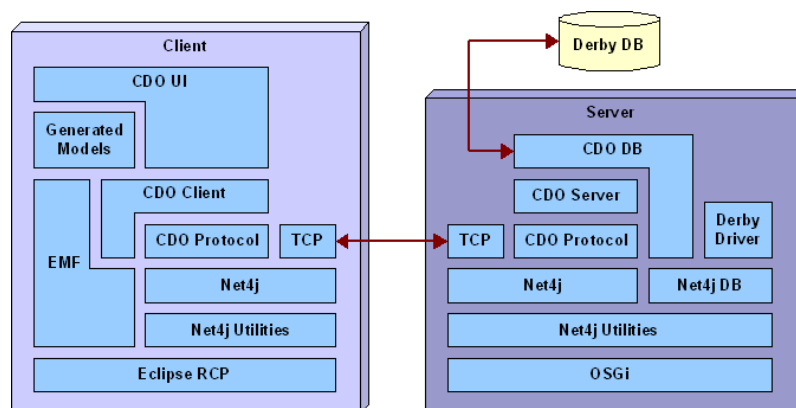 Client
CDO UI
Generated
Models
CDO Client
EMF
CDO Protocol
TCP
Net4j
Net4j Utilities
Eclipse RCP
Derby DB
Server
CDO DB
CDO Server
Derby
Driver
TCP
CDO Protocol
Net4j
Net4j DB
Net4j Utilities
OSGi